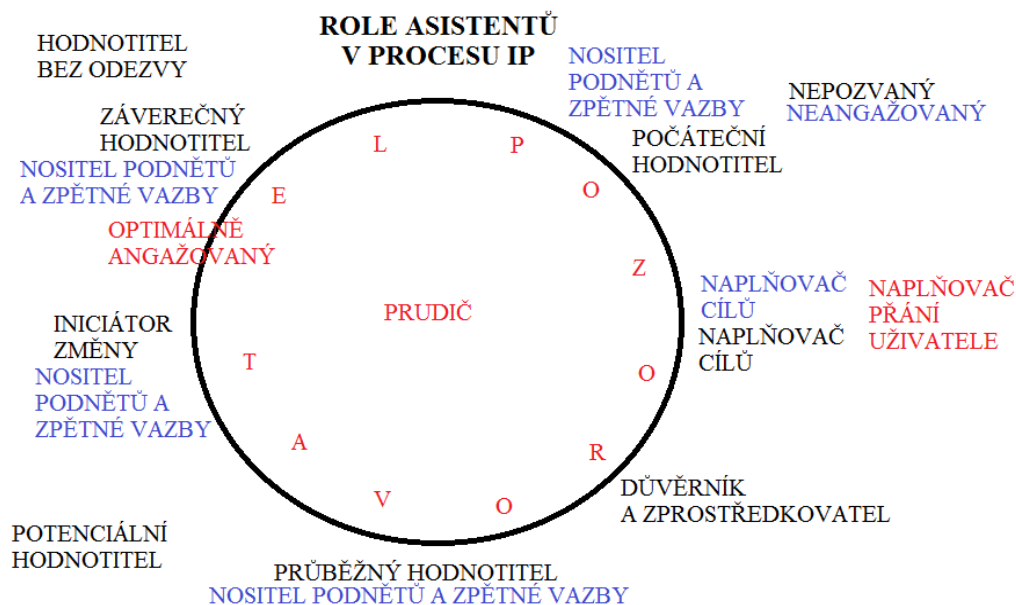 ROLE ASISTENTŮ
V PROCESU IP
HODNOTITEL
BEZ ODEZVY
NOSITEL
PODNĚTŮ A
ZPĚTNÉ VAZBY
NEPOZVANÝ
NEANGAŽOVANÝ
ZÁVEREČNÝ
HODNOTITEL
NOSITEL PODNĚTŮ
A ZPĚTNÉ VAZBY
OPTIMÁLNĚ
ANGAŽOVANÝ
POČÁTEČNÍ
HODNOTITEL
P
O
Z
O
R
O
V
A
T
E
L
PRUDIČ
NAPLŇOVAČ
CÍLŮ
NAPLŇOVAČ
CÍLŮ
NAPLŇOVAČ
PŘÁNÍ
UŽIVATELE
INICIÁTOR
ZMĚNY
NOSITEL
PODNĚTŮ A
ZPĚTNÉ VAZBY
DŮVĚRNÍK
A ZPROSTŘEDKOVATEL
POTENCIÁLNÍ
HODNOTITEL
PRŮBĚŽNÝ HODNOTITEL
NOSITEL PODNĚTŮ A ZPĚTNÉ VAZBY